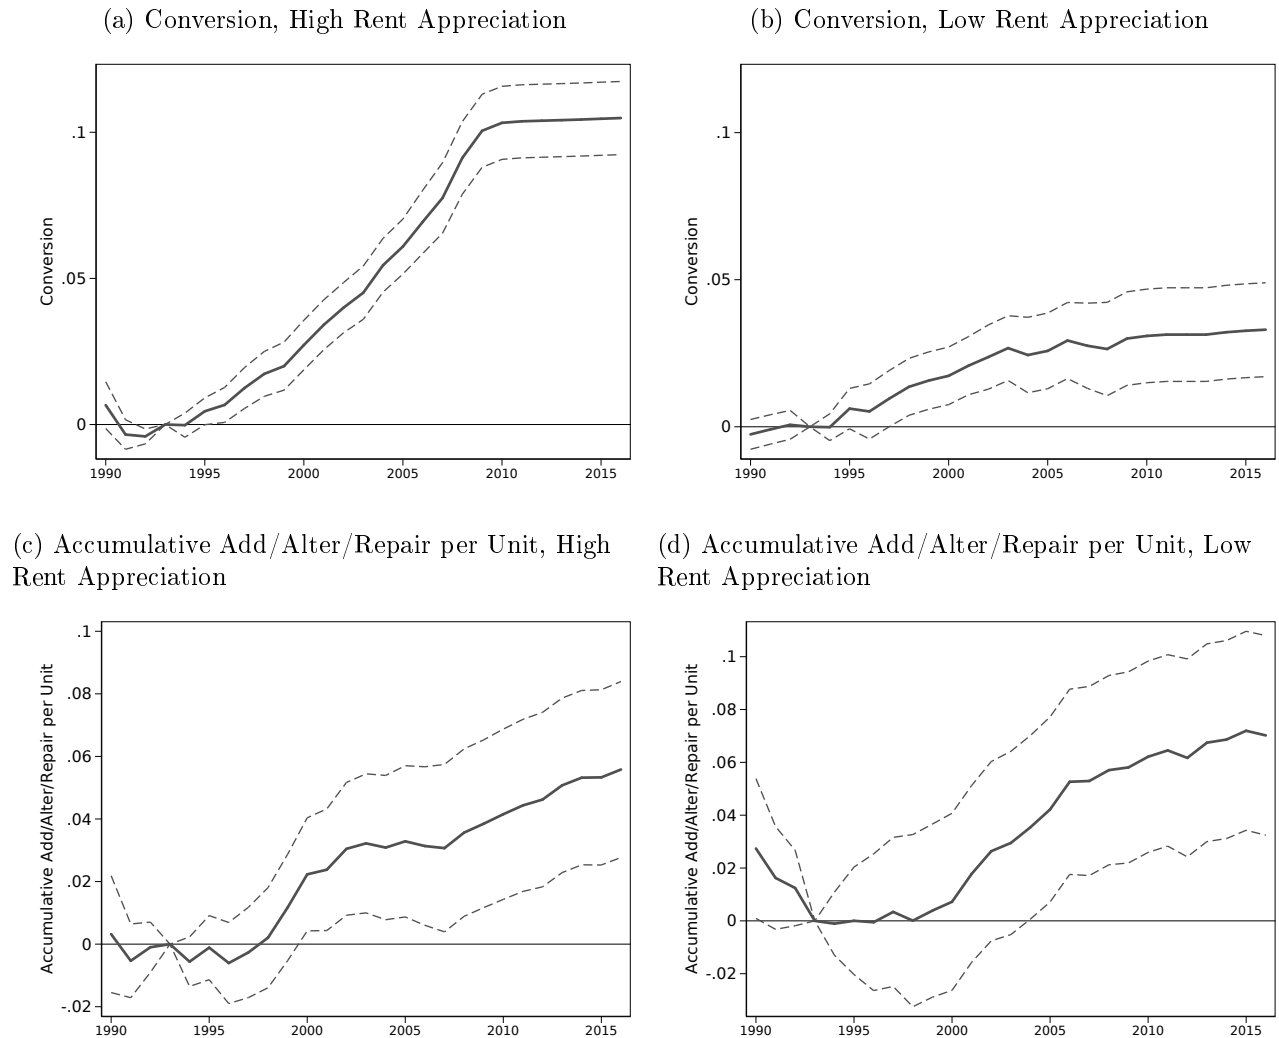 (a) Conversion, High Rent Appreciation
Conversion
.1
.05
0
1990 1995 2000 2005 2010 2015
(b) Conversion, Low Rent Appreciation
Conversion
.1
.05
0
1990 1995 2000 2005 2010 2015
(c) Accumulative Add/Alter/Repair per Unit, High
Rent Appreciation
Accumulative Add/Alter/Repair per Unit
.1
.08
.06
.04
.02
0
-.02
1990 1995 2000 2005 2010 2015
(d) Accumulative Add/Alter/Repair per Unit, Low
Rent Appreciation
Accumulative Add/Alter/Repair per Unit
.1
.08
.06
.04
.02
0
-.02
1990 1995 2000 2005 2010 2015